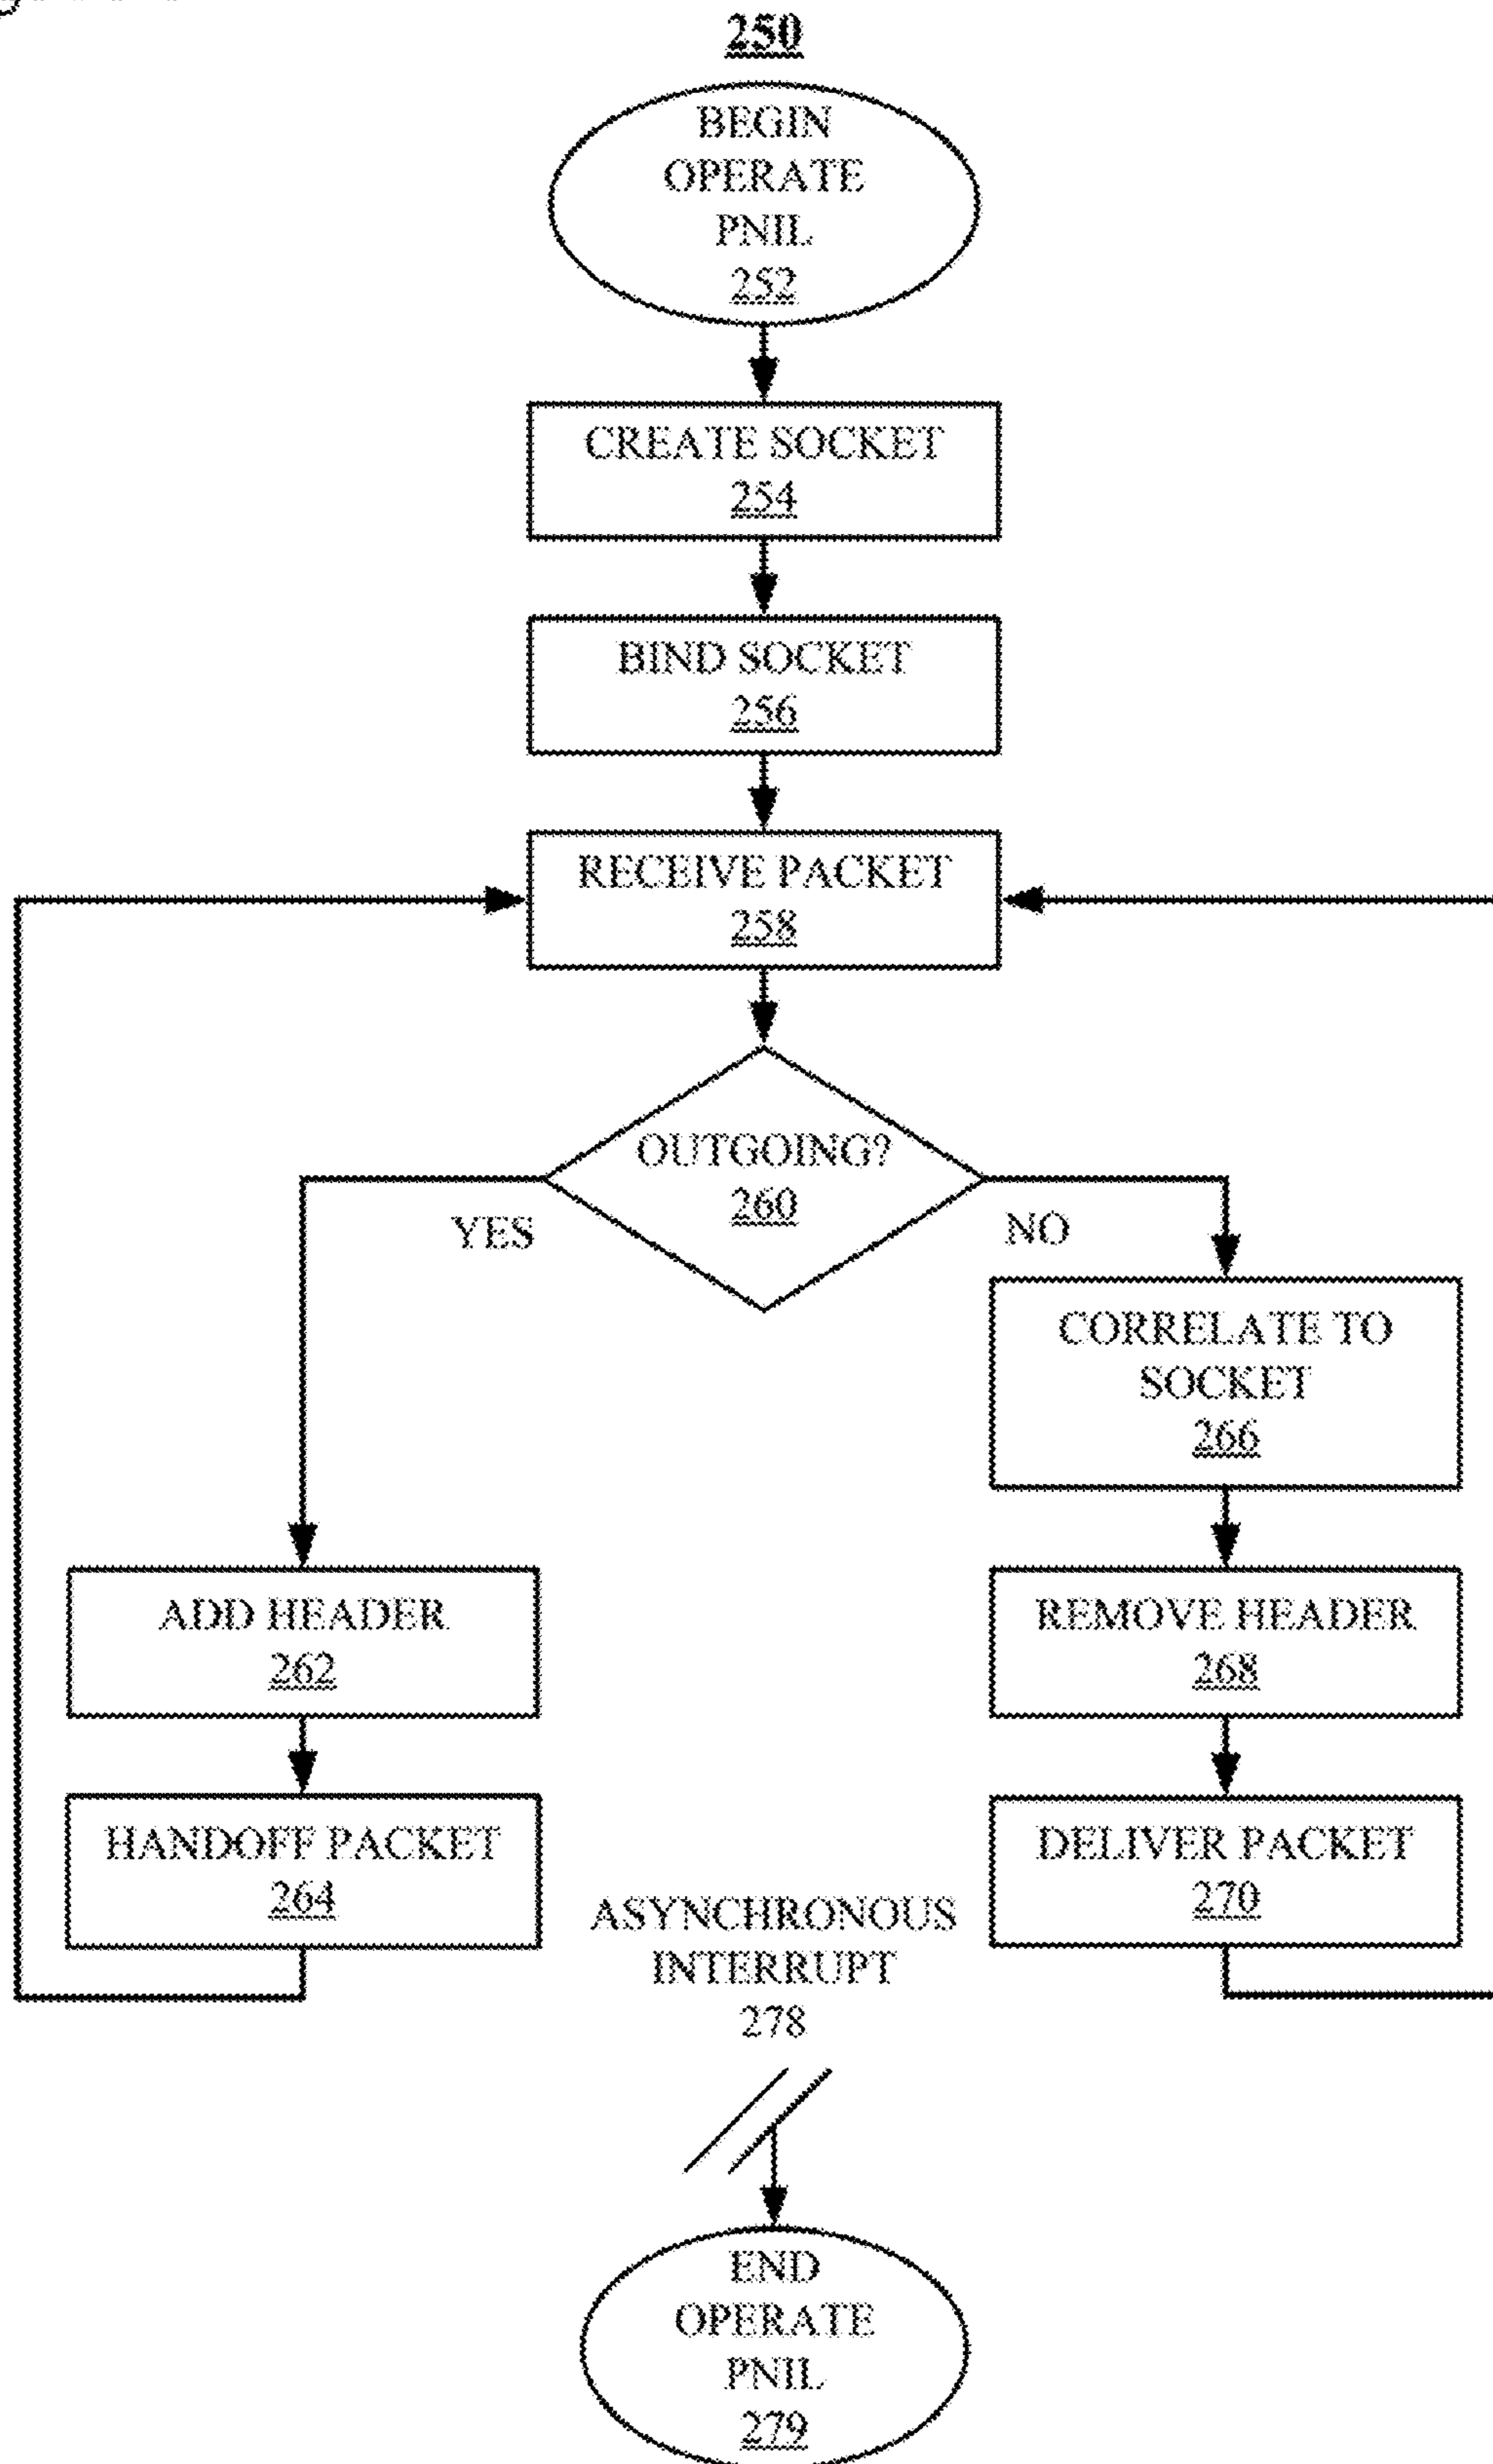 250
BEGIN
OPERATE
PNIL
252
CREATE SOCKET
254
BIND SOCKET
256
RECEIVE PACKET
258
OUTGOING?
260
YES
NO
CORRELATE TO
SOCKET
266
ADD HEADER
262
REMOVE HEADER
268
HANDOFF PACKET
264
DELIVER PACKET
270
ASYNCHRONOUS
INTERRUPT
278
END
OPERATE
PNIL
279